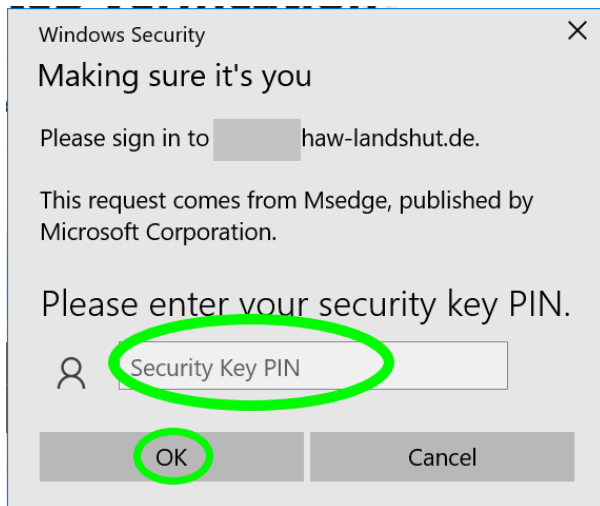 Windows Security
Making sure it's you
Please sign in to haw-landshut.de.
This request comes from Msedge, published by
Microsoft Corporation.
Please enter your security key PIN.
Security Key PIN
OK Cancel